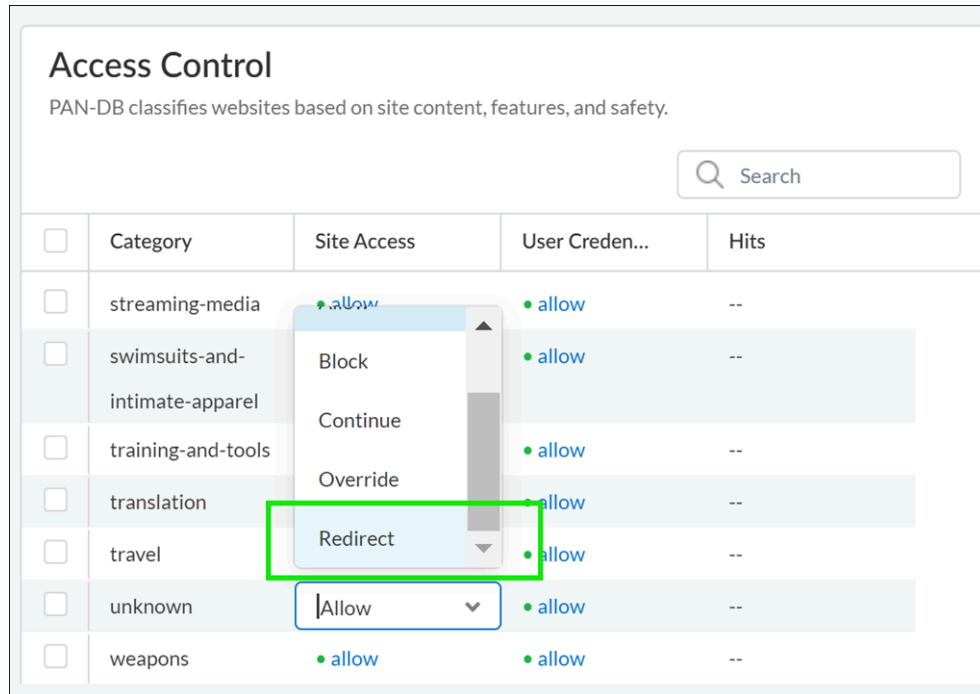 Access Control
PAN-DB classifies websites based on site content, features, and safety.
Search
Category Site Access User Creden... Hits
streaming-media allow allow --
swimsuits-and- allow --
intimate-apparel
Block
Continue
training-and-tools allow --
Override
translation allow --
Redirect
travel allow --
unknown Allow allow --
weapons allow allow --